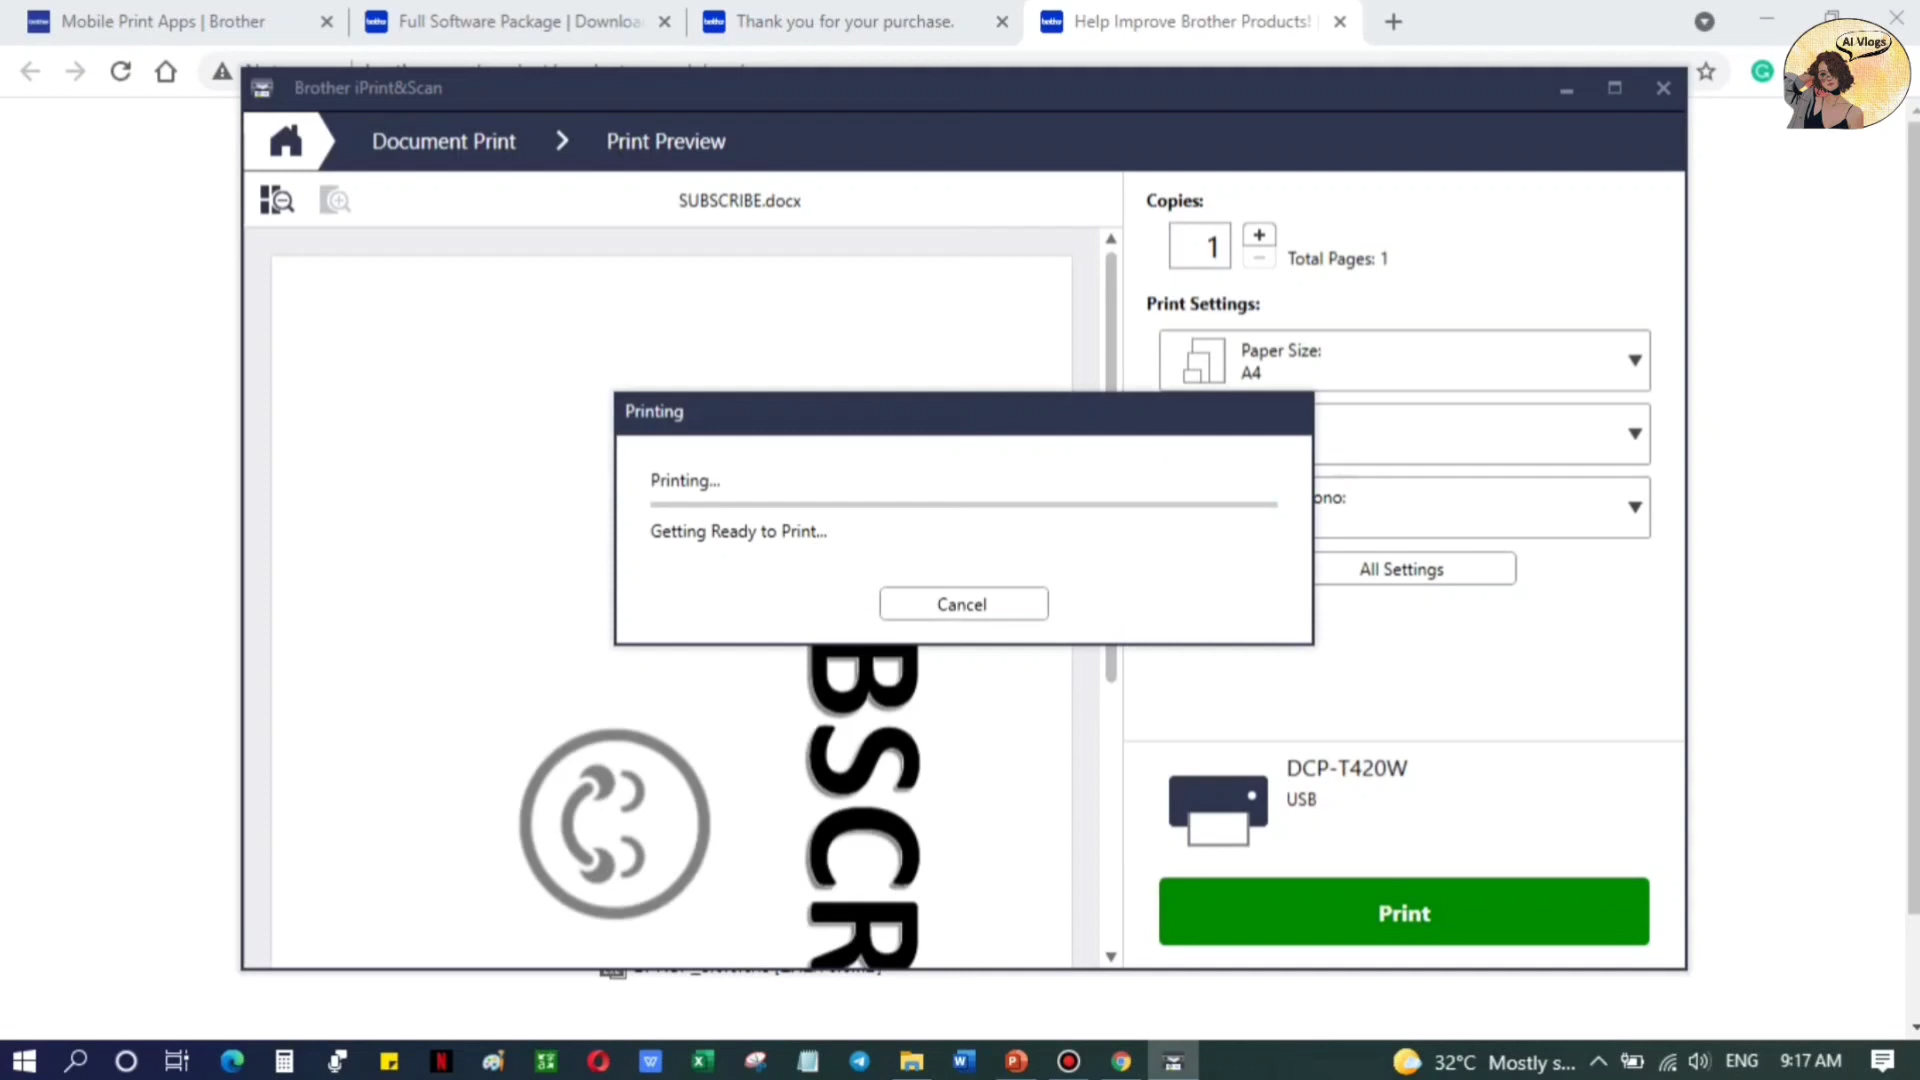 Mobile Print Apps | Brother
Full Software Package | Downloa
Thank you for your purchase.
Help Improve Brother Products! |
AI Vlogs
Brother iPrint&Scan
Document Print
Print Preview
SUBSCRIBE.docx
Copies:
1
Total Pages: 1
Print Settings:
Paper Size:
A4
Printing
Printing...
Getting Ready to Print...
Cancel
ono:
All Settings
BSCR
DCP-T420W
USB
Print
32°C Mostly s...
ENG
9:17 AM